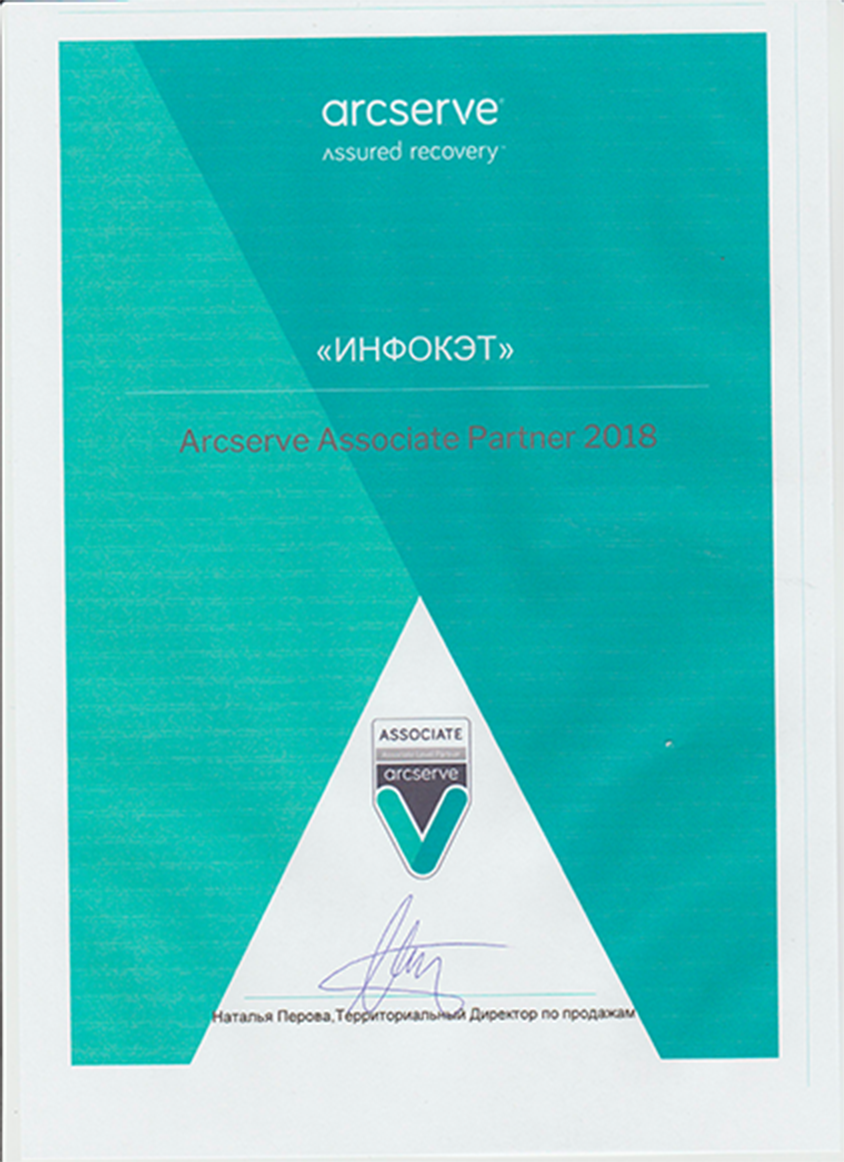 arcserve
Assured recovery
«ИНФОКЭТ»
Arcserve Associate Partner 2018
ASSOCIATE
Associate Level Partner
arcserve
Наталья Перова,Территориальный Директор по продажам